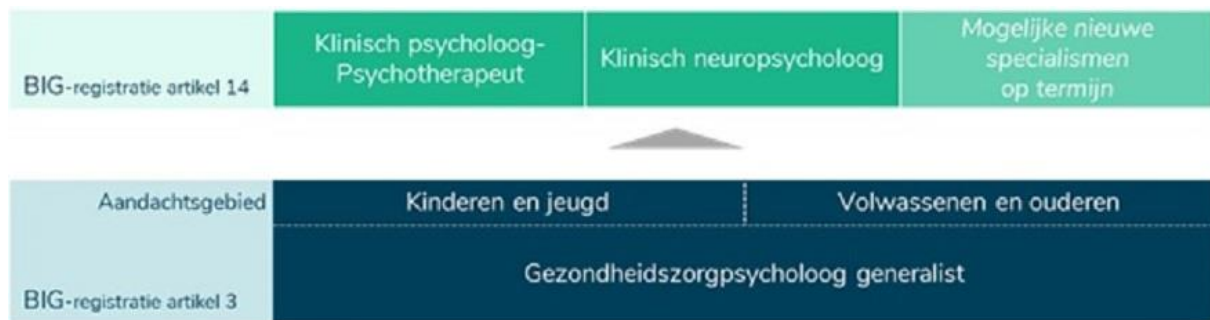 BIG-registratie artikel 14
Klinisch psycholoog-
Psychotherapeut
Klinisch neuropsycholoog
Mogelijke nieuwe
specialismen
op termijn
Aandachtsgebied
Kinderen en jeugd
Volwassenen en ouderen
BIG-registratie artikel 3
Gezondheidszorgpsycholoog generalist